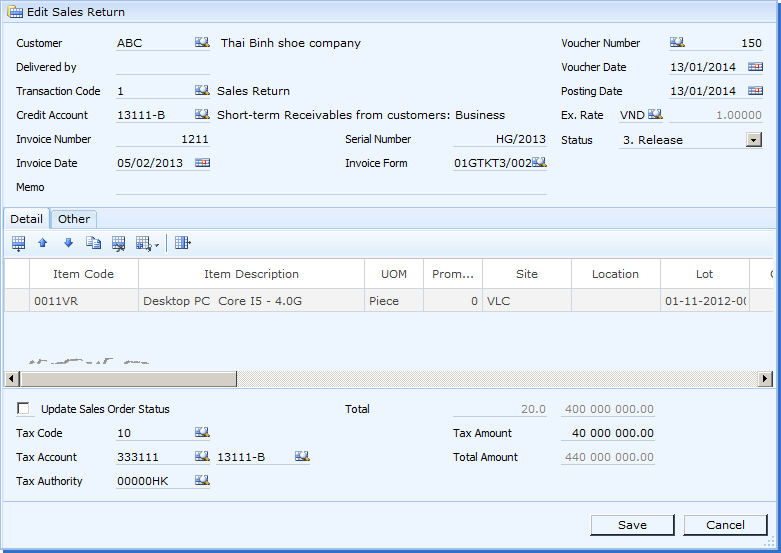 Edit Sales Return
Customer ABC Thai Binh shoe company Voucher Number 150
Delivered by Voucher Date 13/01/2014
Transaction Code 1 Sales Return Posting Date 13/01/2014
Credit Account 13111-B Short-term Receivables from customers: Business Ex. Rate VND 1.00000
Invoice Number 1211 Serial Number HG/2013 Status 3. Release
Invoice Date 05/02/2013 Invoice Form 01GTKT3/002
Memo
Detail Other
Item Code Item Description UOM Prom... Site Location Lot
0011VR Desktop PC Core I5 - 4.0G Piece 0 VLC 01-11-2012-00
Update Sales Order Status Total 20.0 400 000 000.00
Tax Code 10 Tax Amount 40 000 000.00
Tax Account 333111 13111-B Total Amount 440 000 000.00
Tax Authority 00000HK
Save Cancel